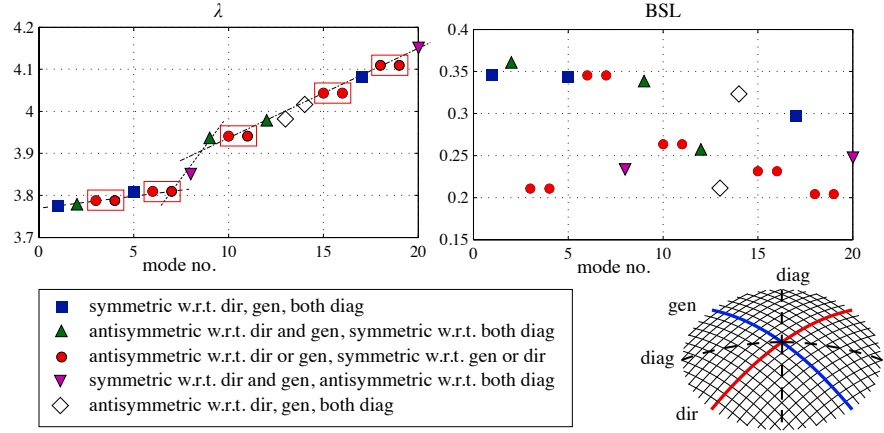 λ
4.2
4.1
4
3.9
3.8
3.7
0 5 10 15 20
mode no.
BSL
0.4
0.35
0.3
0.25
0.2
0.15
0 5 10 15 20
mode no.
symmetric w.r.t. dir, gen, both diag
antisymmetric w.r.t. dir and gen, symmetric w.r.t. both diag
antisymmetric w.r.t. dir or gen, symmetric w.r.t. gen or dir
symmetric w.r.t. dir and gen, antisymmetric w.r.t. both diag
antisymmetric w.r.t. dir, gen, both diag
diag
gen
diag
dir